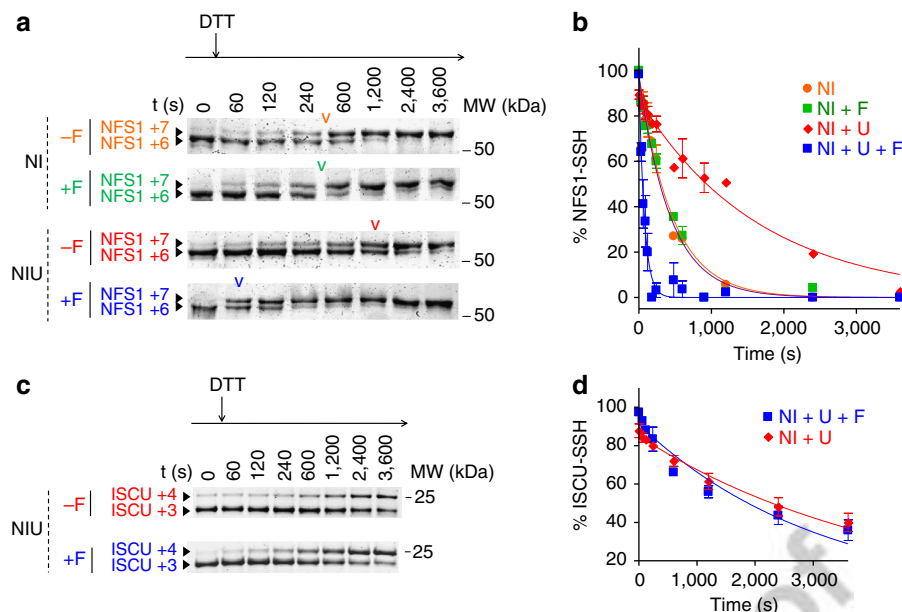 a
DTT
t (s) 0 60 120 240 600 1,200 2,400 3,600 MW (kDa)
v
NI
–F NFS1 +7
NFS1 +6
50
v
+F NFS1 +7
NFS1 +6
v
NIU
–F NFS1 +7
NFS1 +6
v
+F NFS1 +7
NFS1 +6
50
b
% NFS1-SSH
100
80
60
40
20
0
0 1,000 2,000 3,000
Time (s)
NI
NI + F
NI + U
NI + U + F
c
DTT
t (s) 0 60 120 240 600 1,200 2,400 3,600 MW (kDa)
NIU
–F ISCU +4
ISCU +3
-25
+F ISCU +4
ISCU +3
25
d
% ISCU-SSH
100
80
60
40
20
0 1,000 2,000 3,000
Time (s)
NI + U + F
NI + U